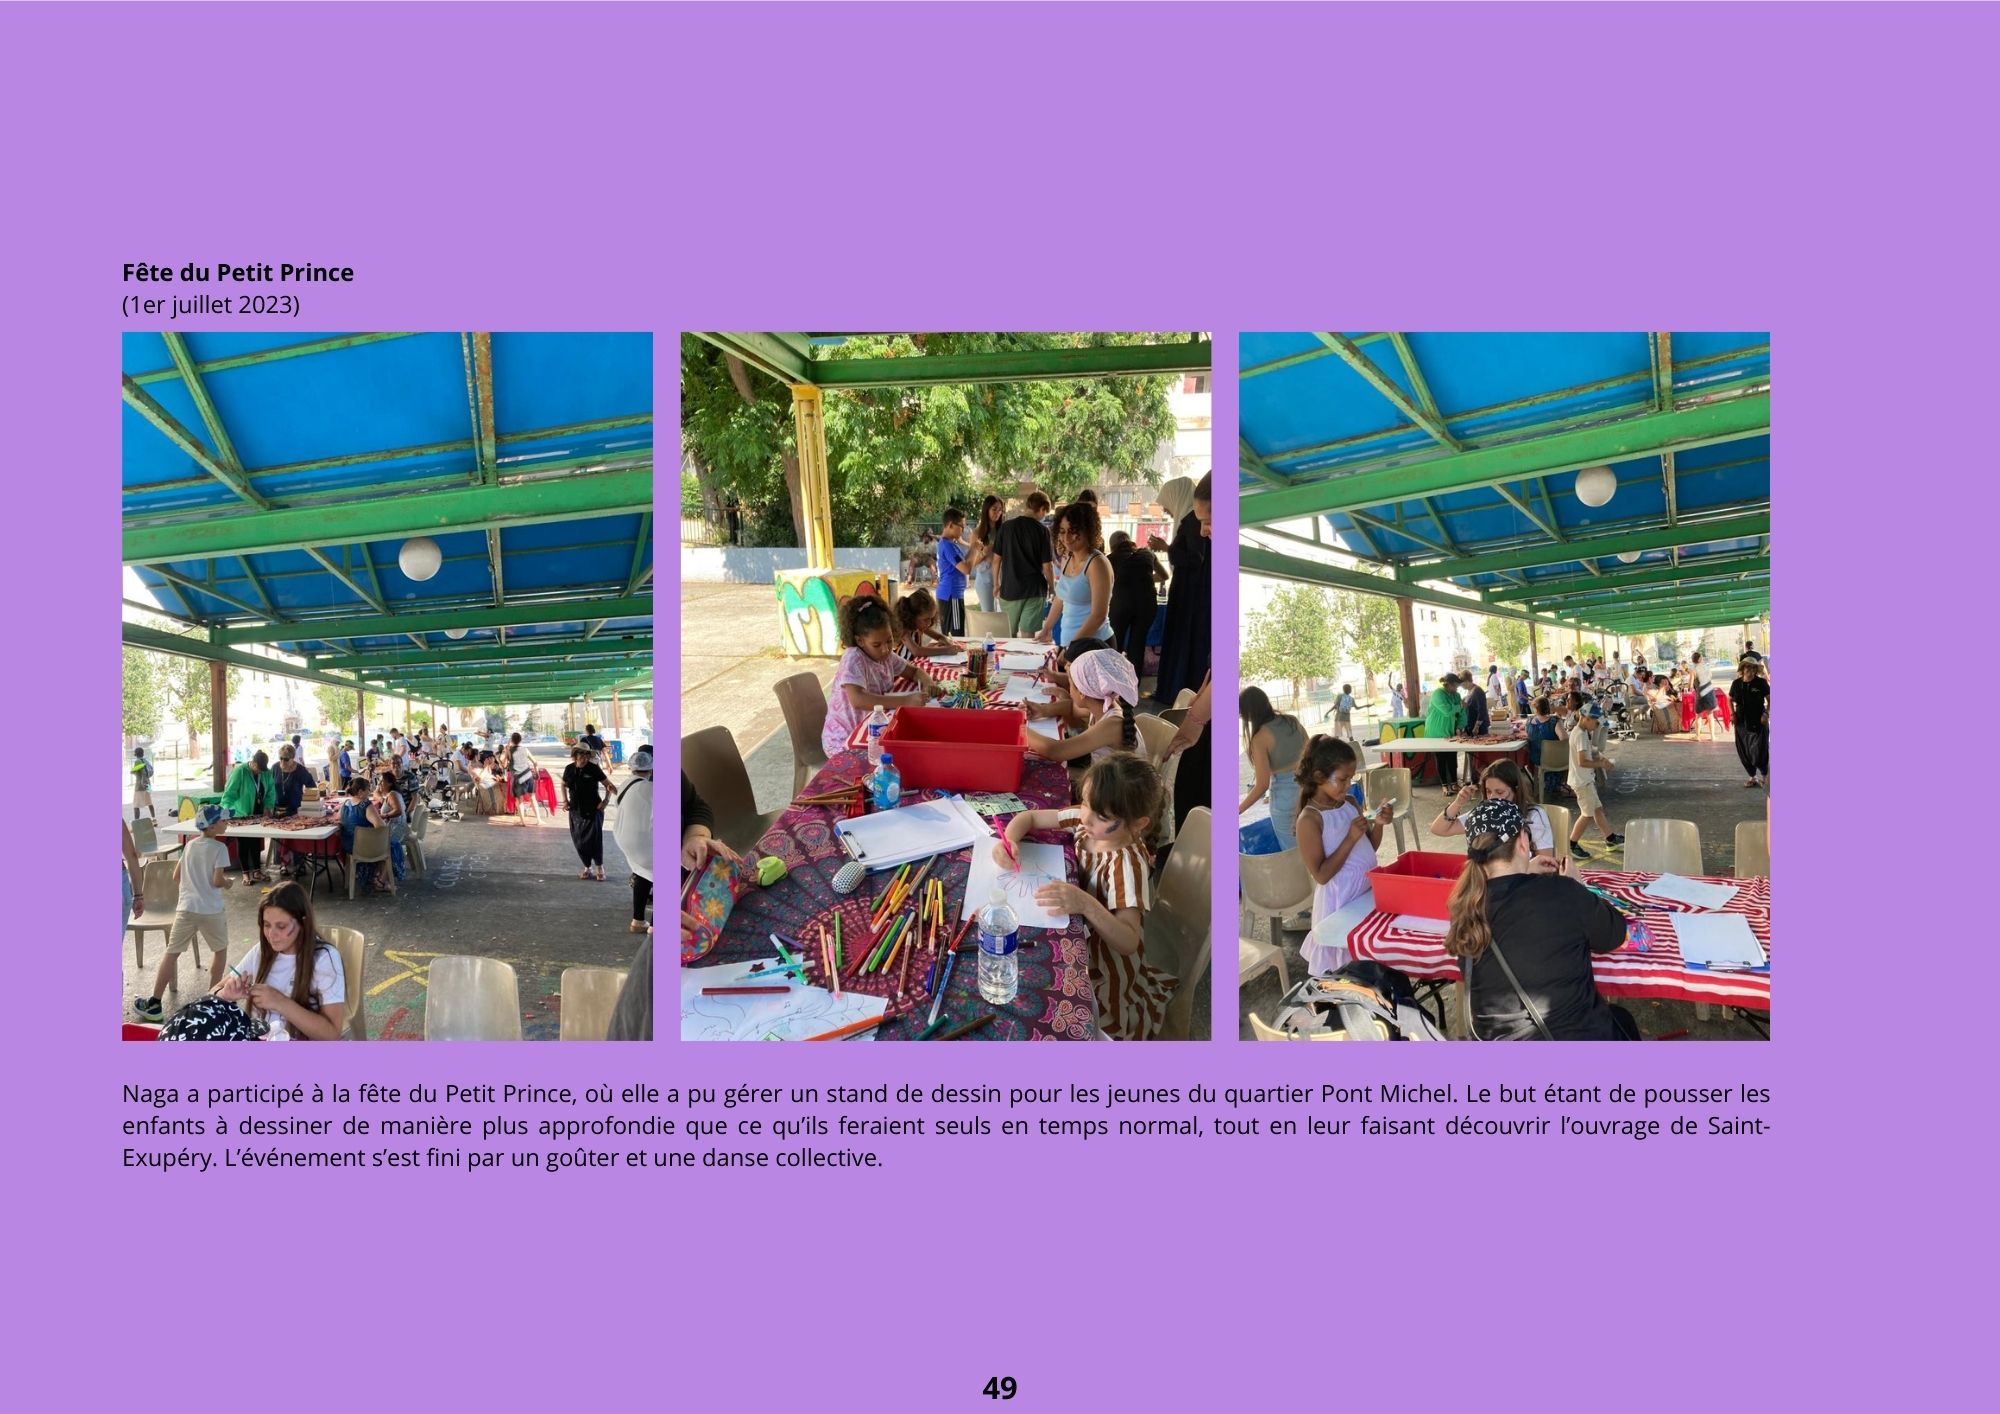 Fête du Petit Prince
(1er juillet 2023)
Naga a participé à la fête du Petit Prince, où elle a pu gérer un stand de dessin pour les jeunes du quartier Pont Michel. Le but étant de pousser les
enfants à dessiner de manière plus approfondie que ce qu’ils feraient seuls en temps normal, tout en leur faisant découvrir l’ouvrage de Saint-
Exupéry. L’événement s’est fini par un goûter et une danse collective.
49